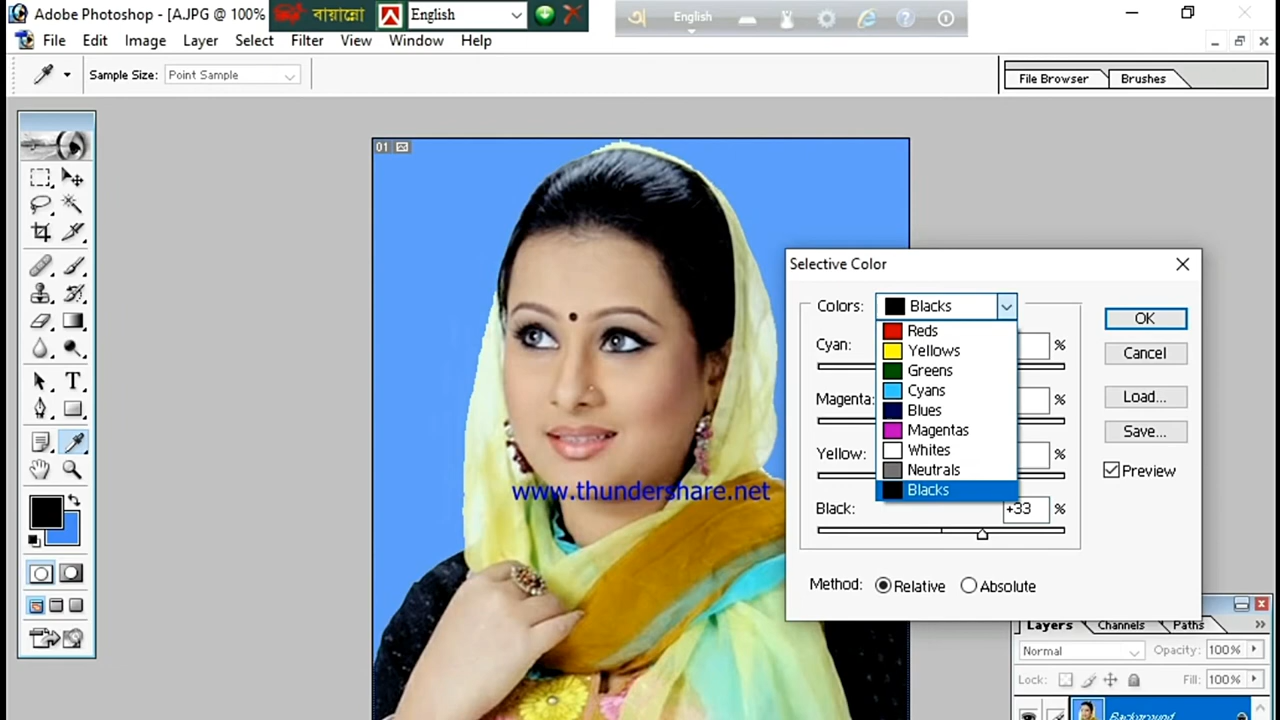 Adobe Photoshop - [A.JPG @ 100%
বায়ান্নো
English
অ
English
File Edit Image Layer Select Filter View Window Help
Sample Size: Point Sample
File Browser Brushes
01
Selective Color
Colors: Blacks
Reds
Yellows
Greens
Cyans
Blues
Magentas
Whites
Neutrals
Blacks
Cyan: %
Magenta: %
Yellow: %
Black: +33 %
Method: Relative Absolute
OK
Cancel
Load...
Save...
Preview
www.thundershare.net
T
Layers Channels Paths
Normal Opacity: 100%
Lock: Fill: 100%
Background